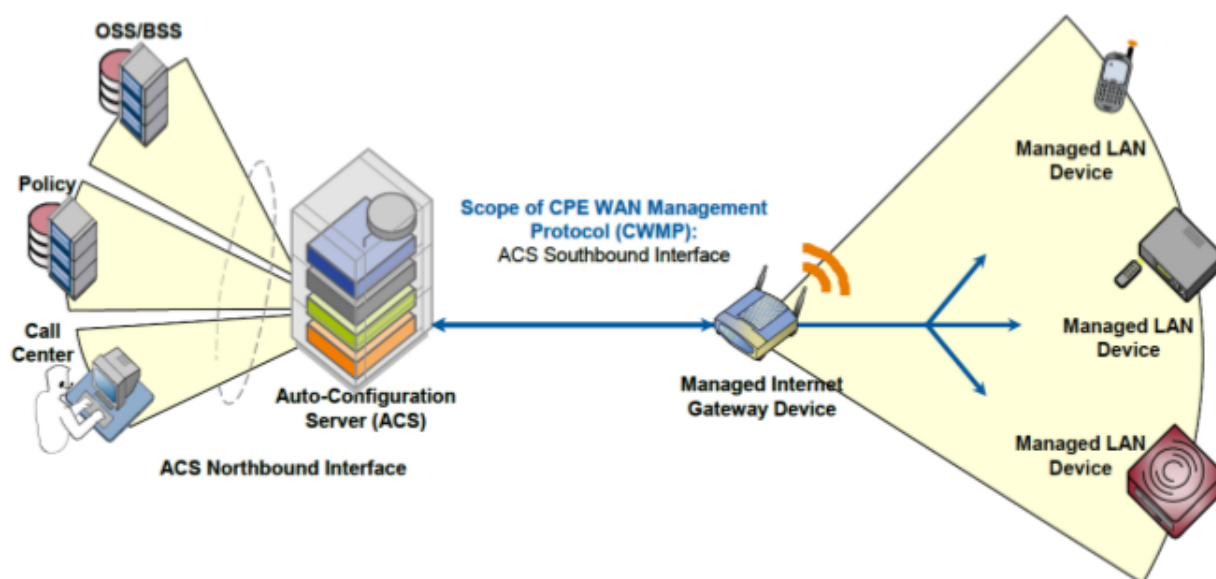 OSS/BSS
Policy
Call
Center
Auto-Configuration
Server (ACS)
ACS Northbound Interface
Scope of CPE WAN Management
Protocol (CWMP):
ACS Southbound Interface
Managed Internet
Gateway Device
Managed LAN
Device
Managed LAN
Device
Managed LAN
Device